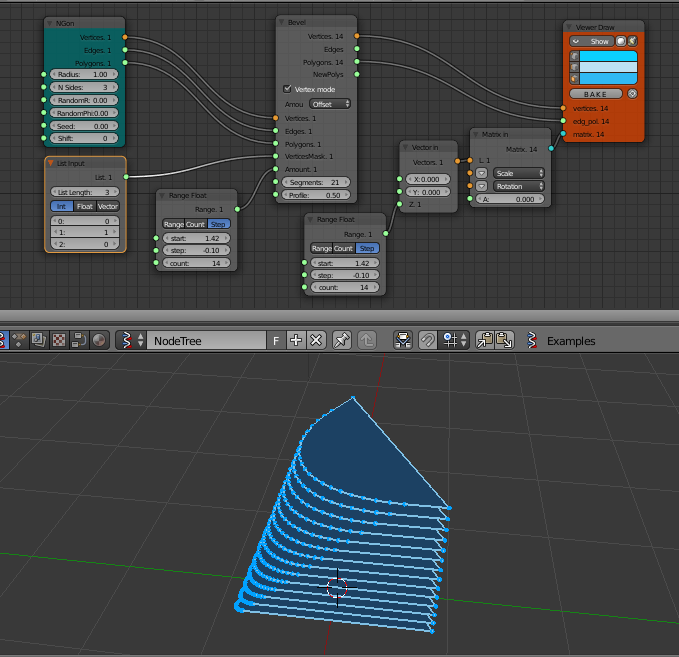 NGon
Vertices. 1
Edges. 1
Polygons. 1
Radius: 1.00
N Sides: 3
RandomR: 0.00
RandomPhi:0.00
Seed: 0.00
Shift: 0
List Input
List. 1
List Length: 3
Int Float Vector
0: 0
1: 1
2: 0
Range Float
Range. 1
Range Count Step
start: 1.42
step: -0.10
count: 14
Bevel
Vertices. 14
Edges
Polygons. 14
NewPolys
Vertex mode
Amou Offset
Vertices. 1
Edges. 1
Polygons. 1
VerticesMask. 1
Amount. 1
Segments: 21
Profile: 0.50
Range Float
Range. 1
Range Count Step
start: 1.42
step: -0.10
count: 14
Vector in
Vectors. 1
X: 0.000
Y: 0.000
Z. 1
Matrix in
Matrix. 14
L. 1
Scale
Rotation
A: 0.000
Viewer Draw
Show
BAKE
vertices. 14
edg_pol. 14
matrix. 14
NodeTree
F
Examples